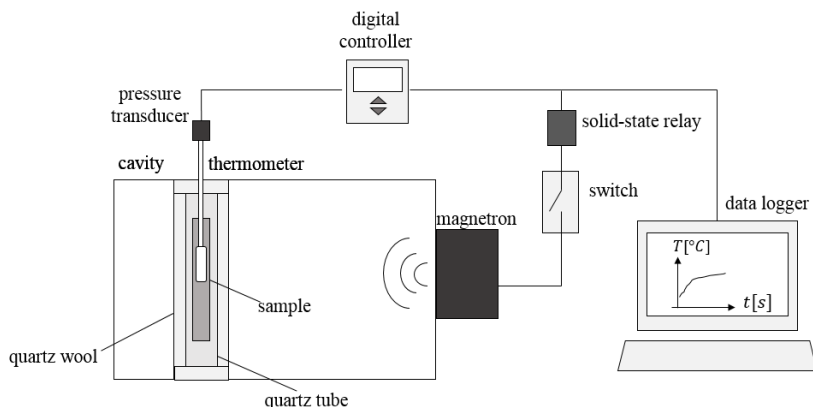 digital
controller
pressure
transducer
solid-state relay
cavity
thermometer
switch
magnetron
data logger
T[°C]
t[s]
sample
quartz wool
quartz tube